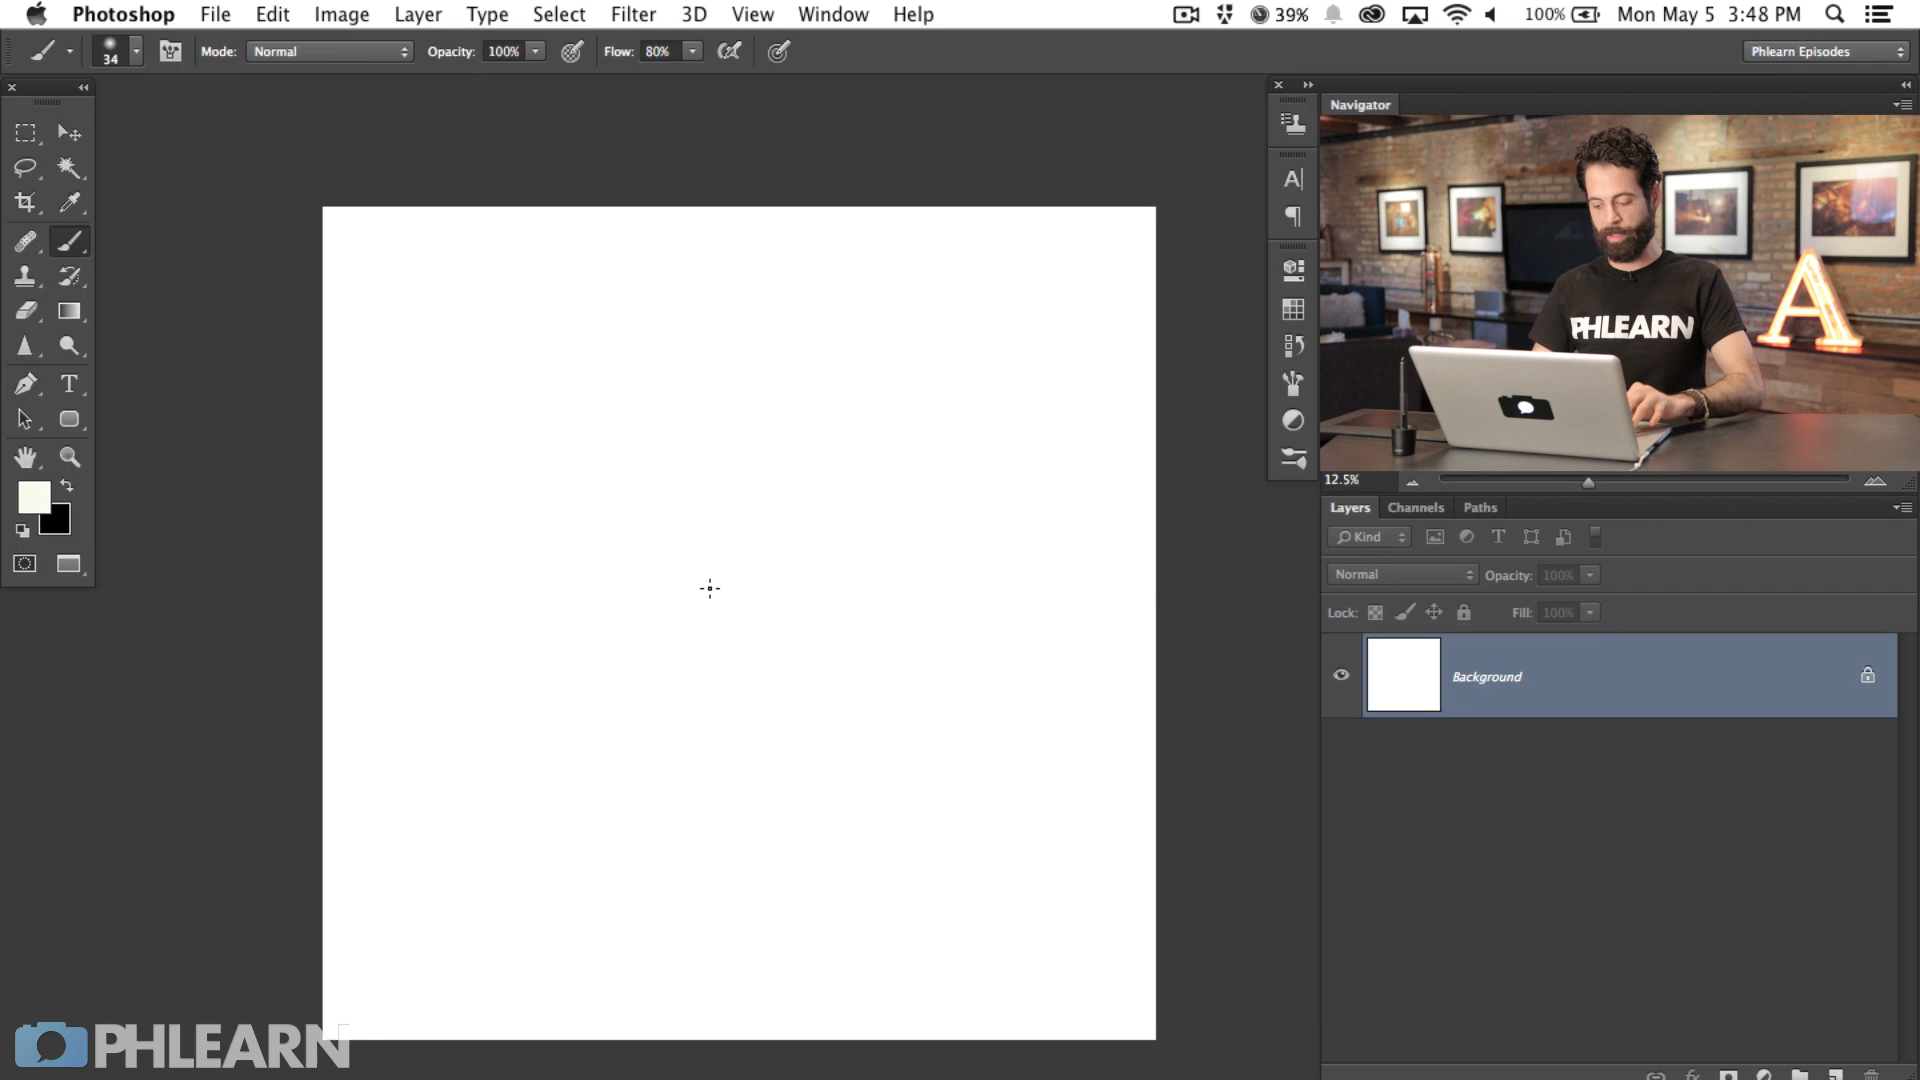 Photoshop File Edit Image Layer Type Select Filter 3D View Window Help 39% 100% Mon May 5 3:48 PM
34 Mode: Normal Opacity: 100% Flow: 80% Phlearn Episodes
Navigator
PHLEARN
12.5%
Layers Channels Paths
Kind
Normal Opacity: 100%
Lock: Fill: 100%
Background
PHLEARN